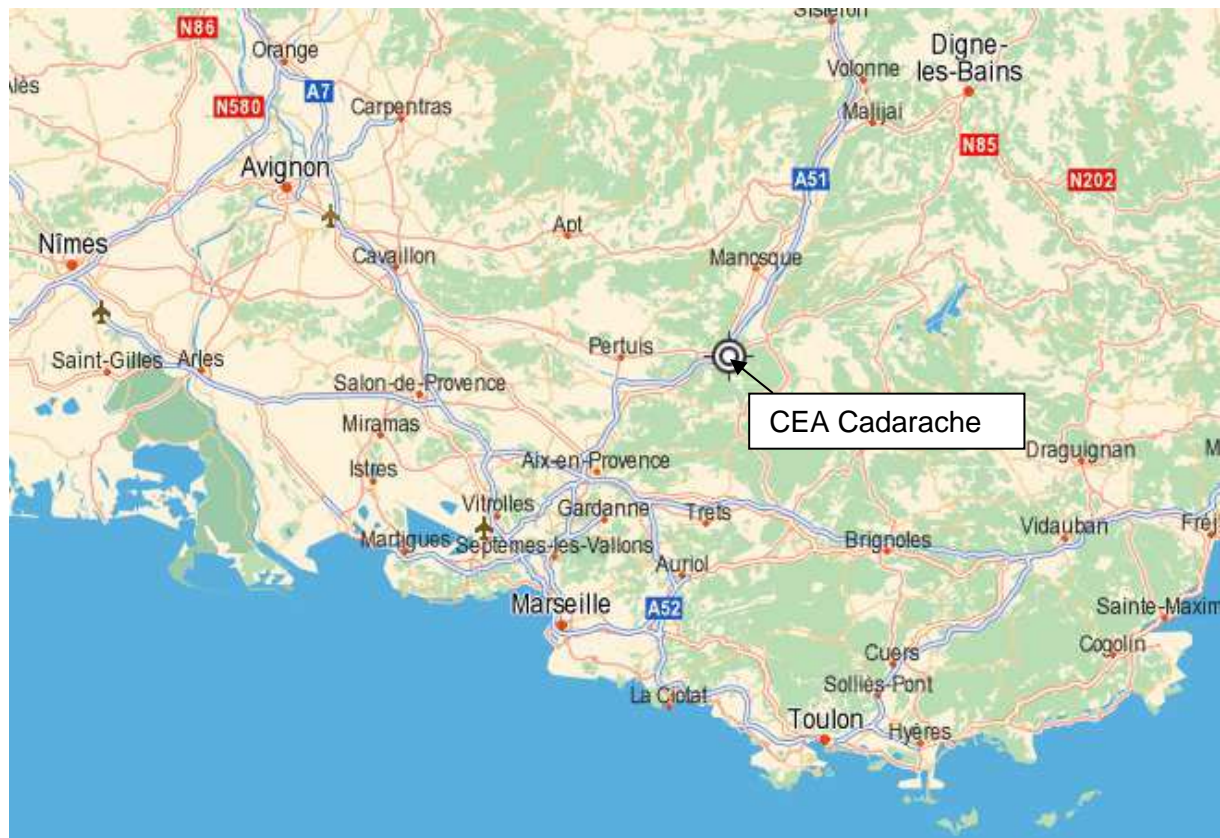 Sisteron
N86
Orange
Digne-
les-Bains
Volonne
Alès
A7
N580
Carpentras
Malijai
N85
Avignon
A51
N202
Apt
Nîmes
Cavaillon
Manosque
Pertuis
Saint-Gilles
Arles
Salon-de-Provence
CEA Cadarache
Miramas
Draguignan
M
Istres
Aix-en-Provence
Vitrolles
Gardanne
Trets
Vidauban
Fréj
Martigues
Septèmes-les-Vallons
Brignoles
Auriol
Marseille
A52
Sainte-Maxim
Cogolin
Cuers
La Ciotat
Solliès-Pont
Toulon
Hyères